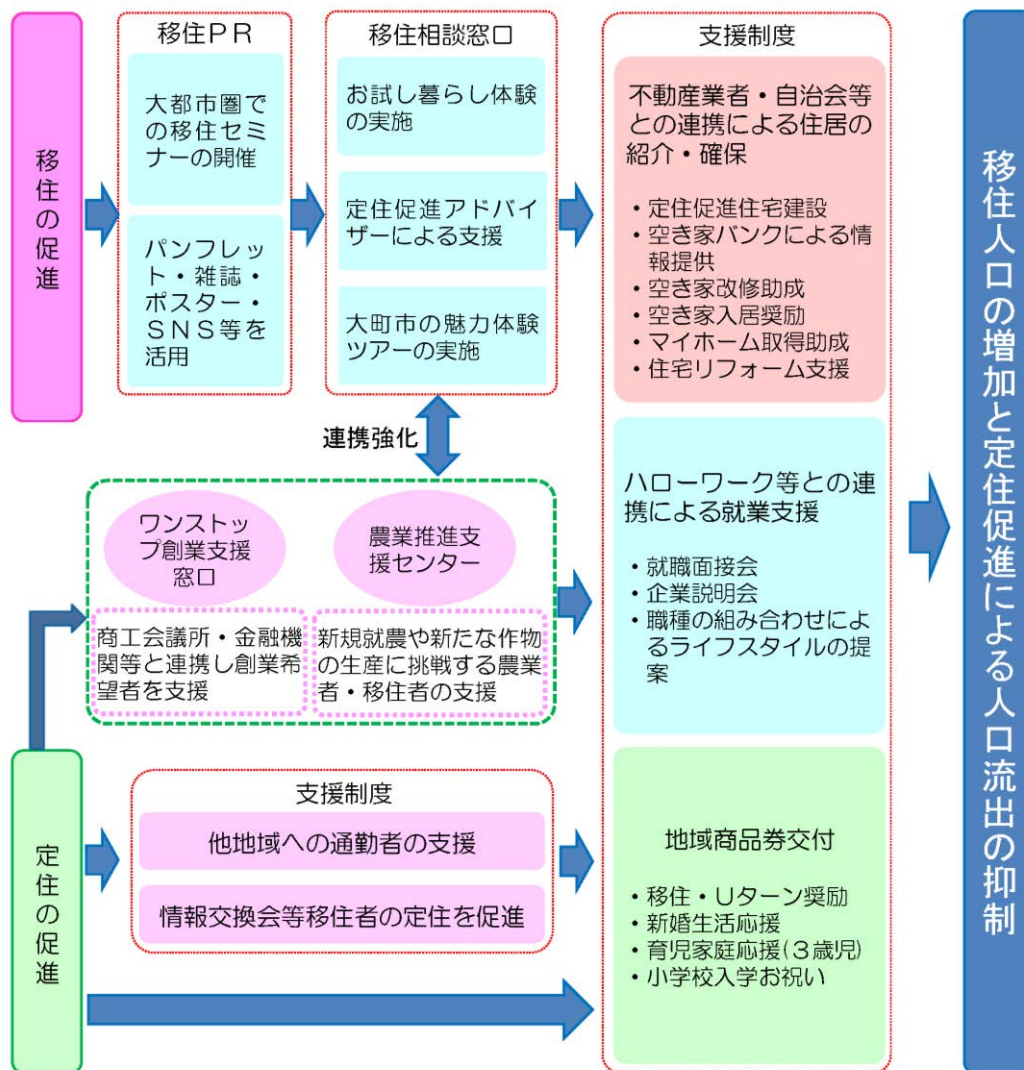 移住の促進
移住ＰＲ
大都市圏で
の移住セミ
ナーの開催
パンフレッ
ト・雑誌・
ポスター・
ＳＮＳ等を
活用
移住相談窓口
お試し暮らし体験
の実施
定住促進アドバイ
ザーによる支援
大町市の魅力体験
ツアーの実施
連携強化
ワンストッ
プ創業支援
窓口
商工会議所・金融機
関等と連携し創業希
望者を支援
農業推進支
援センター
新規就農や新たな作物
の生産に挑戦する農業
者・移住者の支援
定住の促進
支援制度
他地域への通勤者の支援
情報交換会等移住者の定住を促進
支援制度
不動産業者・自治会等
との連携による住居の
紹介・確保
・定住促進住宅建設
・空き家バンクによる情
報提供
・空き家改修助成
・空き家入居奨励
・マイホーム取得助成
・住宅リフォーム支援
ハローワーク等との連
携による就業支援
・就職面接会
・企業説明会
・職種の組み合わせによ
るライフスタイルの提
案
地域商品券交付
・移住・Ｕターン奨励
・新婚生活応援
・育児家庭応援(３歳児)
・小学校入学お祝い
移住人口の増加と定住促進による人口流出の抑制